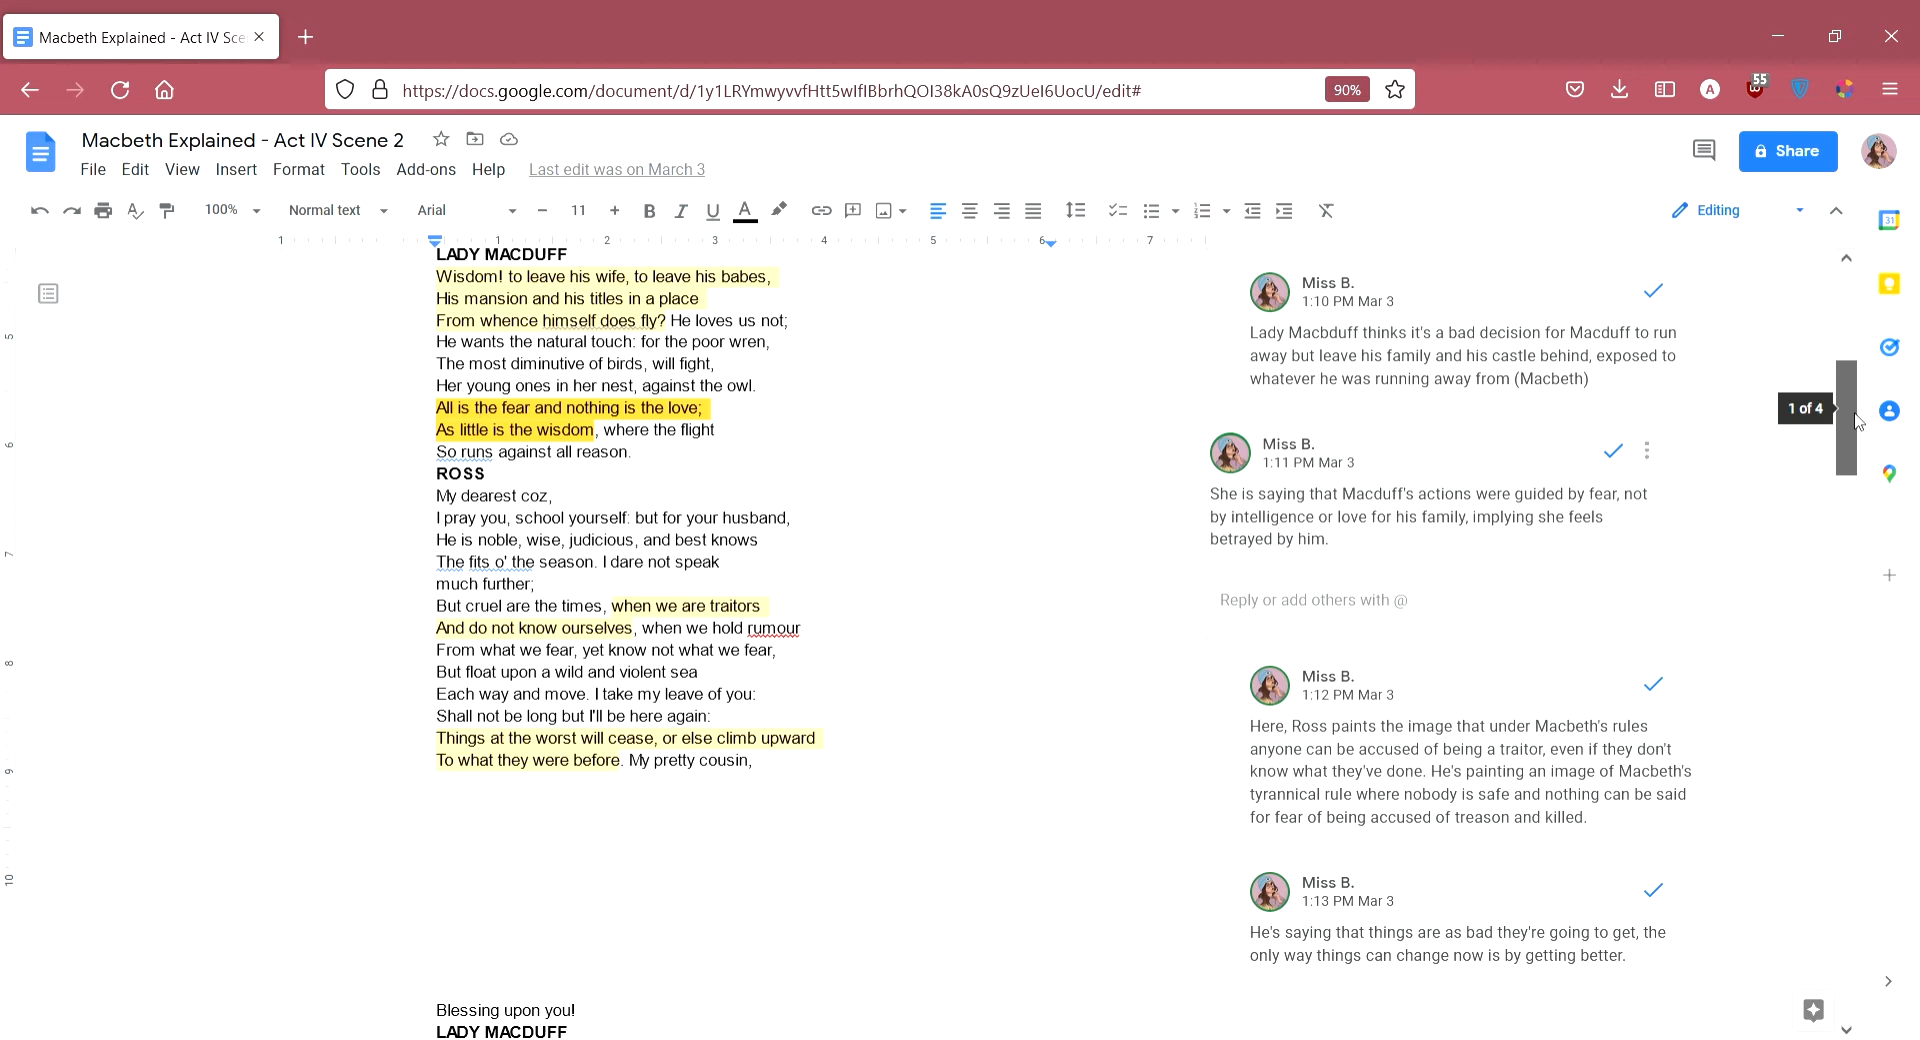 Macbeth Explained - Act IV Sce
https://docs.google.com/document/d/1y1LRYmwyvvfHtt5wIfIBbrhQOI38kA0sQ9zUeI6UocU/edit#
90%
A
55
Macbeth Explained - Act IV Scene 2
Share
File Edit View Insert Format Tools Add-ons Help Last edit was on March 3
100% Normal text Arial 11 B I U A Editing
31
1 1 2 3 4 5 6 7
5
6
7
8
9
10
LADY MACDUFF
Wisdom! to leave his wife, to leave his babes,
His mansion and his titles in a place
From whence himself does fly? He loves us not;
He wants the natural touch: for the poor wren,
The most diminutive of birds, will fight,
Her young ones in her nest, against the owl.
All is the fear and nothing is the love;
As little is the wisdom, where the flight
So runs against all reason.
ROSS
My dearest coz,
I pray you, school yourself: but for your husband,
He is noble, wise, judicious, and best knows
The fits o' the season. I dare not speak
much further;
But cruel are the times, when we are traitors
And do not know ourselves, when we hold rumour
From what we fear, yet know not what we fear,
But float upon a wild and violent sea
Each way and move. I take my leave of you:
Shall not be long but I'll be here again:
Things at the worst will cease, or else climb upward
To what they were before. My pretty cousin,
Blessing upon you!
LADY MACDUFF
Miss B.
1:10 PM Mar 3
Lady Macbduff thinks it's a bad decision for Macduff to run
away but leave his family and his castle behind, exposed to
whatever he was running away from (Macbeth)
1 of 4
Miss B.
1:11 PM Mar 3
She is saying that Macduff's actions were guided by fear, not
by intelligence or love for his family, implying she feels
betrayed by him.
Reply or add others with @
Miss B.
1:12 PM Mar 3
Here, Ross paints the image that under Macbeth's rules
anyone can be accused of being a traitor, even if they don't
know what they've done. He's painting an image of Macbeth's
tyrannical rule where nobody is safe and nothing can be said
for fear of being accused of treason and killed.
Miss B.
1:13 PM Mar 3
He's saying that things are as bad they're going to get, the
only way things can change now is by getting better.